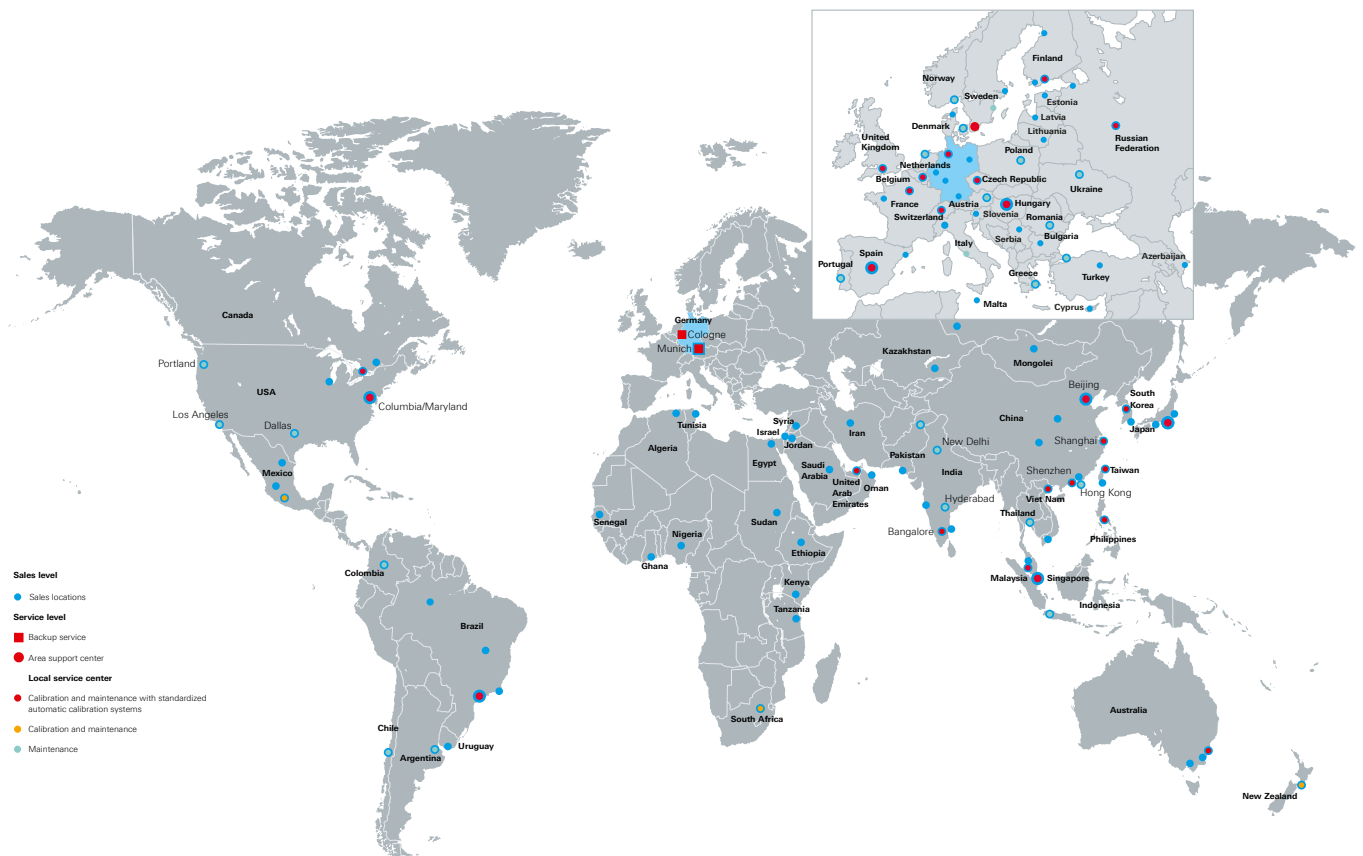 Norway
Finland
Sweden
Estonia
Denmark
Latvia
Lithuania
United
Kingdom
Russian
Federation
Poland
Netherlands
Belgium
Czech Republic
Ukraine
France
Austria
Hungary
Switzerland
Slovenia
Romania
Serbia
Bulgaria
Italy
Spain
Portugal
Azerbaijan
Greece
Turkey
Malta
Cyprus
Canada
Portland
USA
Columbia/Maryland
Los Angeles
Dallas
Mexico
Germany
Cologne
Munich
Kazakhstan
Mongolei
Beijing
South
Korea
China
Japan
Shanghai
Syria
Israel
Jordan
Iran
Tunisia
Algeria
Egypt
Saudi
Arabia
United
Arab
Emirates
Oman
Pakistan
New Delhi
India
Shenzhen
Taiwan
Hong Kong
Viet Nam
Hyderabad
Thailand
Bangalore
Philippines
Senegal
Sudan
Nigeria
Ethiopia
Ghana
Kenya
Tanzania
Malaysia
Singapore
Indonesia
Colombia
Brazil
Chile
Argentina
Uruguay
South Africa
Australia
New Zealand
Sales level
Sales locations
Service level
Backup service
Area support center
Local service center
Calibration and maintenance with standardized
automatic calibration systems
Calibration and maintenance
Maintenance